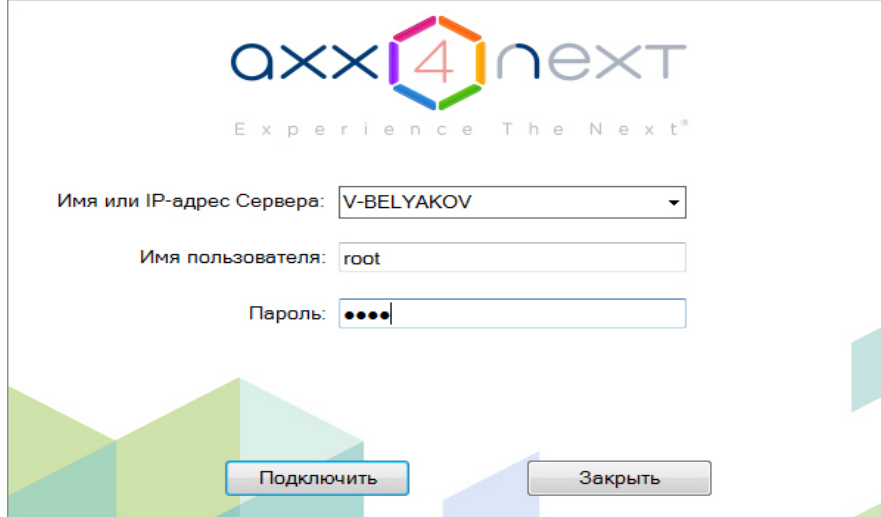 axx4next
Experience The Next®
Имя или IP-адрес Сервера: V-BELYAKOV
Имя пользователя: root
Пароль: ●●●●
Подключить Закрыть